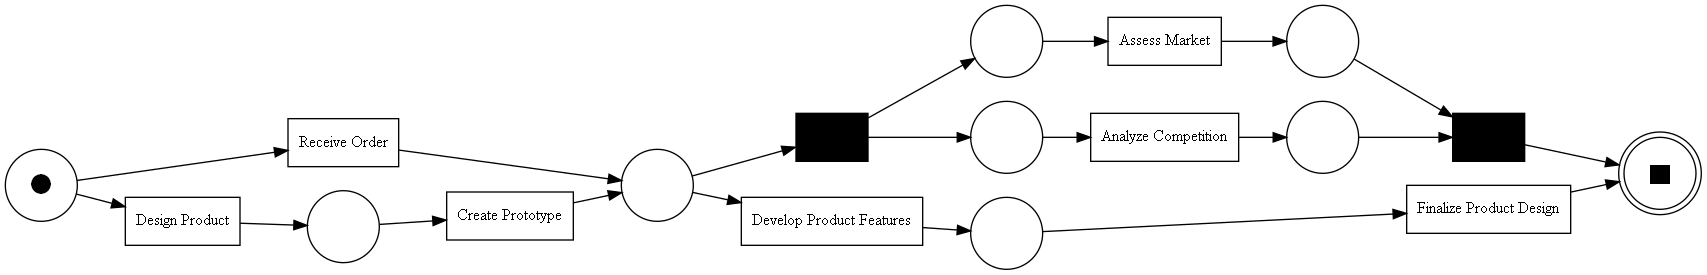 Assess Market
Receive Order
Analyze Competition
Design Product
Create Prototype
Develop Product Features
Finalize Product Design